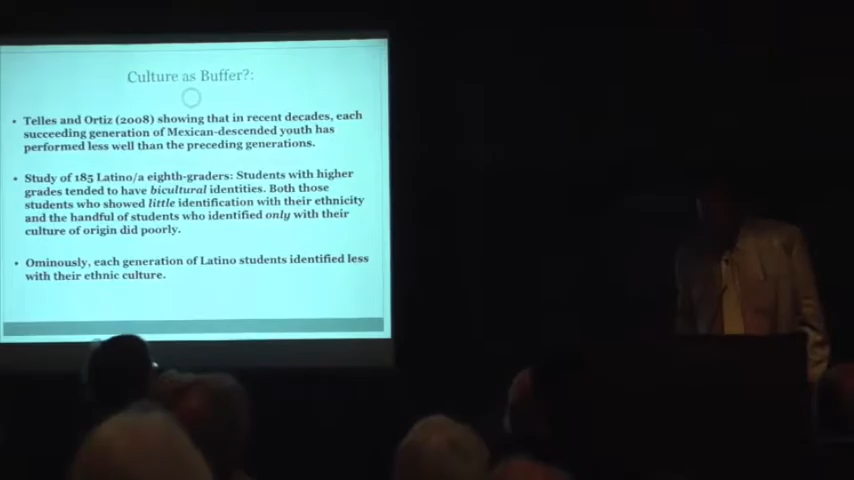 Culture as Buffer?:
• Telles and Ortiz (2008) showing that in recent decades, each
succeeding generation of Mexican-descended youth has
performed less well than the preceding generations.
• Study of 185 Latino/a eighth-graders: Students with higher
grades tended to have bicultural identities. Both those
students who showed little identification with their ethnicity
and the handful of students who identified only with their
culture of origin did poorly.
• Ominously, each generation of Latino students identified less
with their ethnic culture.